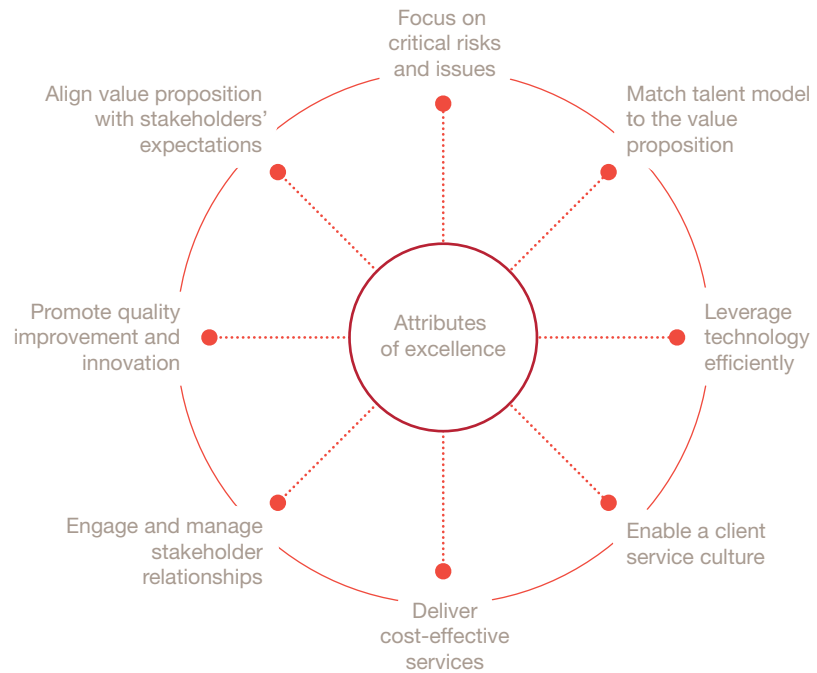 Focus on
critical risks
and issues
Match talent model
to the value
proposition
Leverage
technology
efficiently
Enable a client
service culture
Deliver
cost-effective
services
Engage and manage
stakeholder
relationships
Promote quality
improvement and
innovation
Align value proposition
with stakeholders’
expectations
Attributes
of excellence